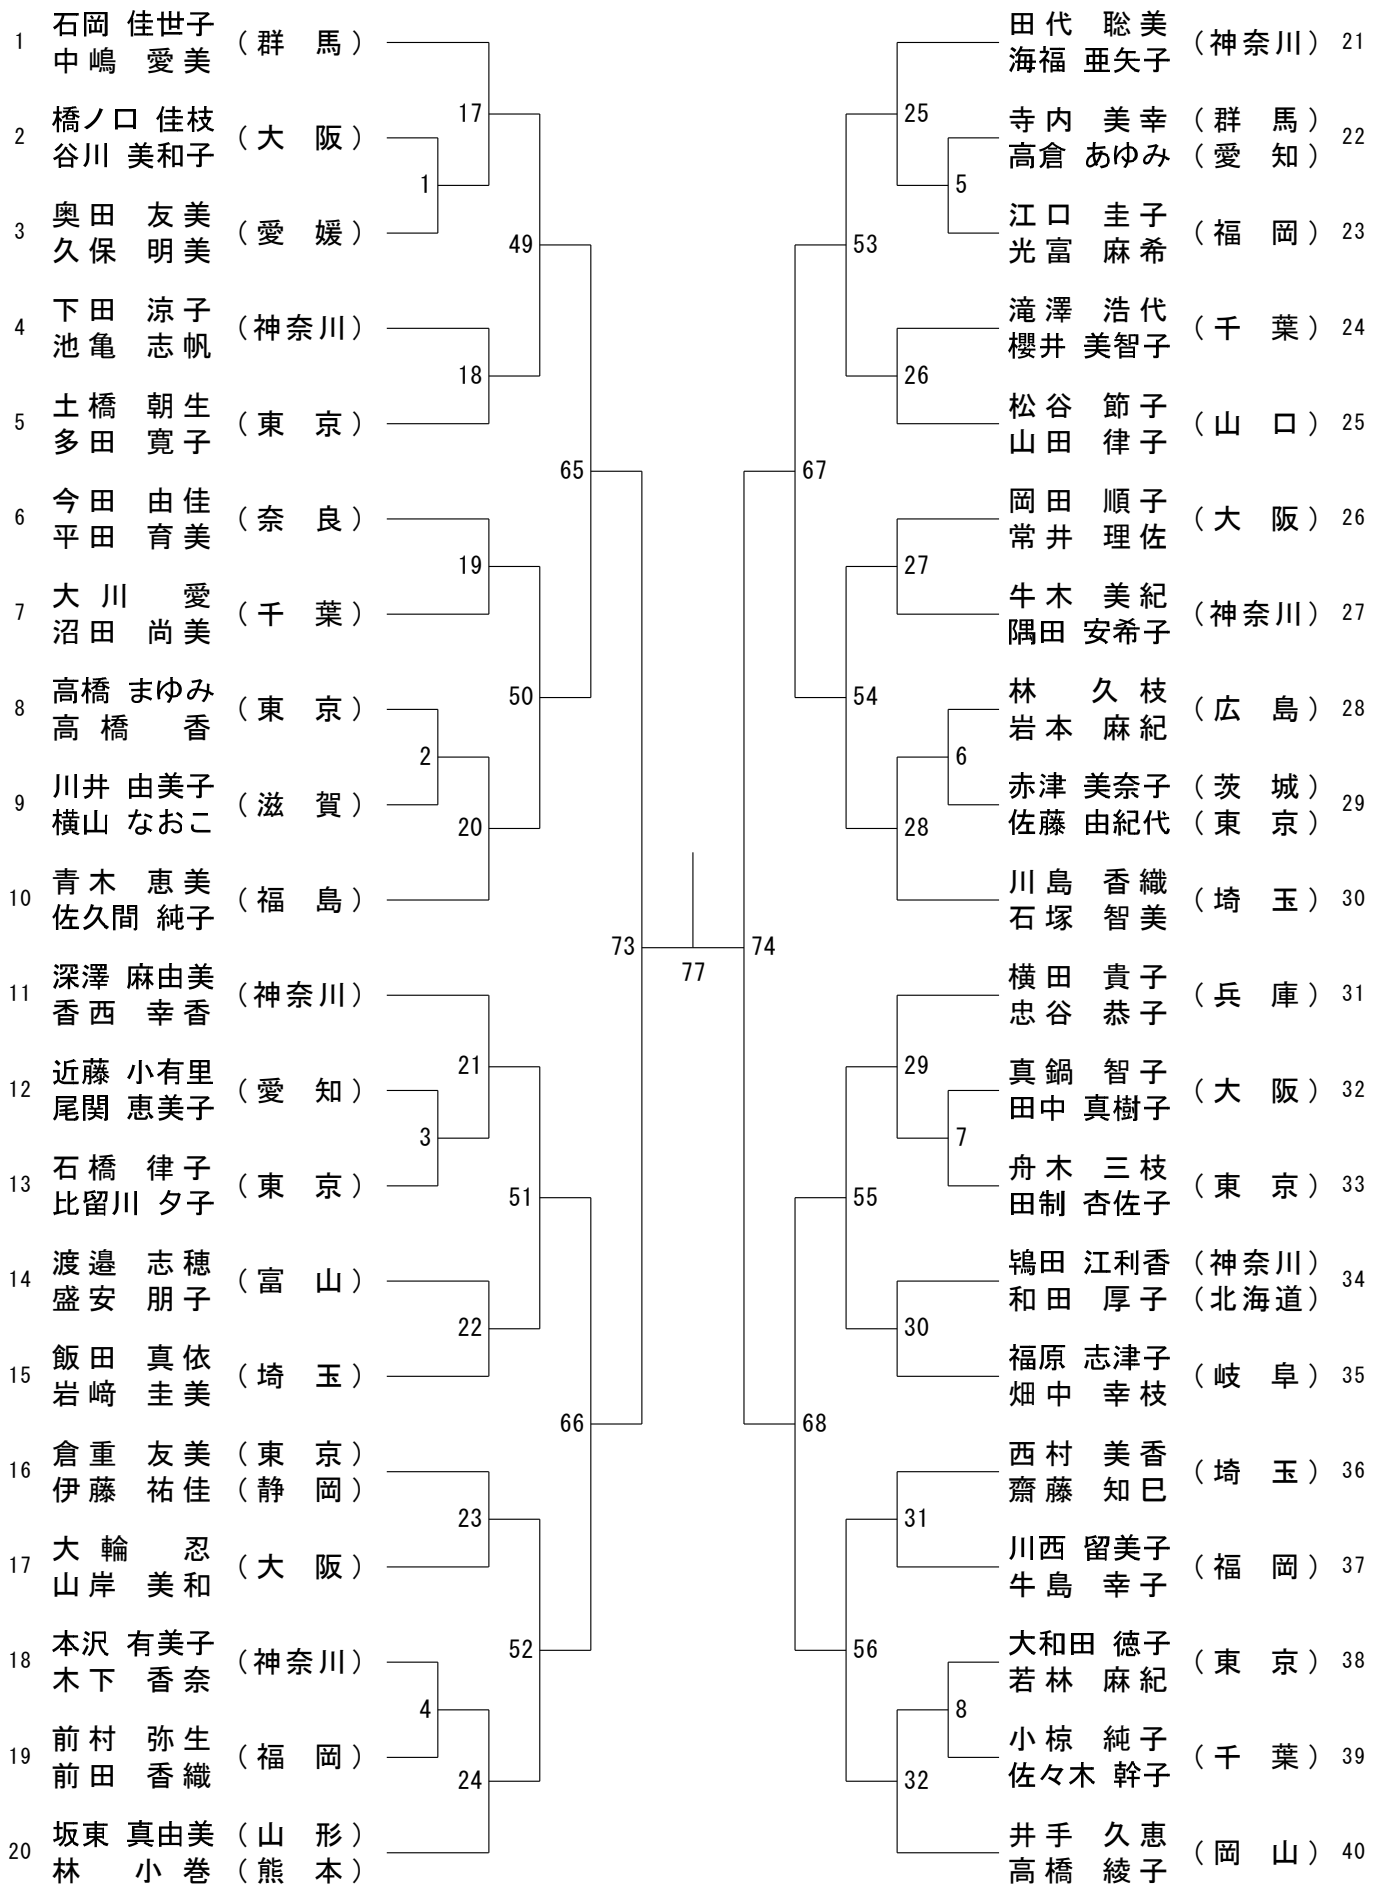 1 石岡 佳世子 (群 馬)
中嶋 愛美
2 橋ノ口 佳枝 (大 阪)
谷川 美和子
3 奥田 友美 (愛 媛)
久保 明美
4 下田 涼子 (神奈川)
池亀 志帆
5 土橋 朝生 (東 京)
多田 寛子
6 今田 由佳 (奈 良)
平田 育美
7 大川 愛 (千 葉)
沼田 尚美
8 高橋 まゆみ (東 京)
高橋 香
9 川井 由美子 (滋 賀)
横山 なおこ
10 青木 恵美 (福 島)
佐久間 純子
11 深澤 麻由美 (神奈川)
香西 幸香
12 近藤 小有里 (愛 知)
尾関 恵美子
13 石橋 律子 (東 京)
比留川 夕子
14 渡邉 志穂 (富 山)
盛安 朋子
15 飯田 真依 (埼 玉)
岩﨑 圭美
16 倉重 友美 (東 京)
伊藤 祐佳 (静 岡)
17 大輪 忍 (大 阪)
山岸 美和
18 本沢 有美子 (神奈川)
木下 香奈
19 前村 弥生 (福 岡)
前田 香織
20 坂東 真由美 (山 形)
林 小巻 (熊 本)
17
1
49
18
65
19
50
2
20
73
21
3
51
22
66
23
52
4
24
77
74
25
5
53
26
67
27
54
6
28
29
7
55
30
68
31
56
8
32
田代 聡美 (神奈川) 21
海福 亜矢子
寺内 美幸 (群 馬) 22
高倉 あゆみ (愛 知)
江口 圭子 (福 岡) 23
光富 麻希
滝澤 浩代 (千 葉) 24
櫻井 美智子
松谷 節子 (山 口) 25
山田 律子
岡田 順子 (大 阪) 26
常井 理佐
牛木 美紀 (神奈川) 27
隅田 安希子
林 久枝 (広 島) 28
岩本 麻紀
赤津 美奈子 (茨 城) 29
佐藤 由紀代 (東 京)
川島 香織 (埼 玉) 30
石塚 智美
横田 貴子 (兵 庫) 31
忠谷 恭子
真鍋 智子 (大 阪) 32
田中 真樹子
舟木 三枝 (東 京) 33
田制 杏佐子
鴇田 江利香 (神奈川) 34
和田 厚子 (北海道)
福原 志津子 (岐 阜) 35
畑中 幸枝
西村 美香 (埼 玉) 36
齋藤 知巳
川西 留美子 (福 岡) 37
牛島 幸子
大和田 徳子 (東 京) 38
若林 麻紀
小椋 純子 (千 葉) 39
佐々木 幹子
井手 久恵 (岡 山) 40
高橋 綾子